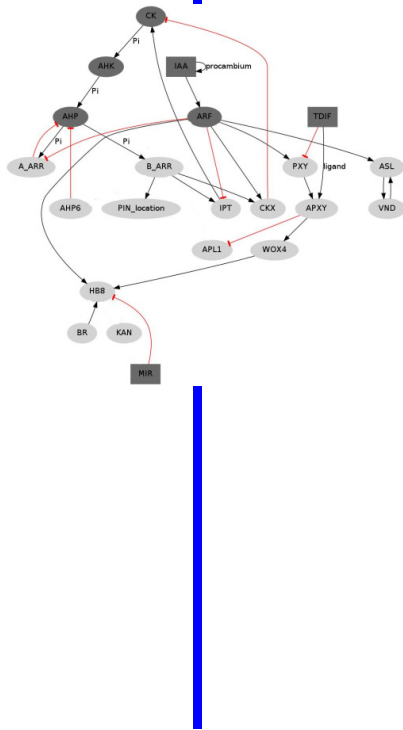 CK
Pi
AHK
IAA
procambium
Pi
AHP
ARF
TDIF
Pi
Pi
A_ARR
B_ARR
PXY
ligand
ASL
AHP6
PIN_location
IPT
CKX
APXY
VND
APL1
WOX4
HB8
BR
KAN
MIR